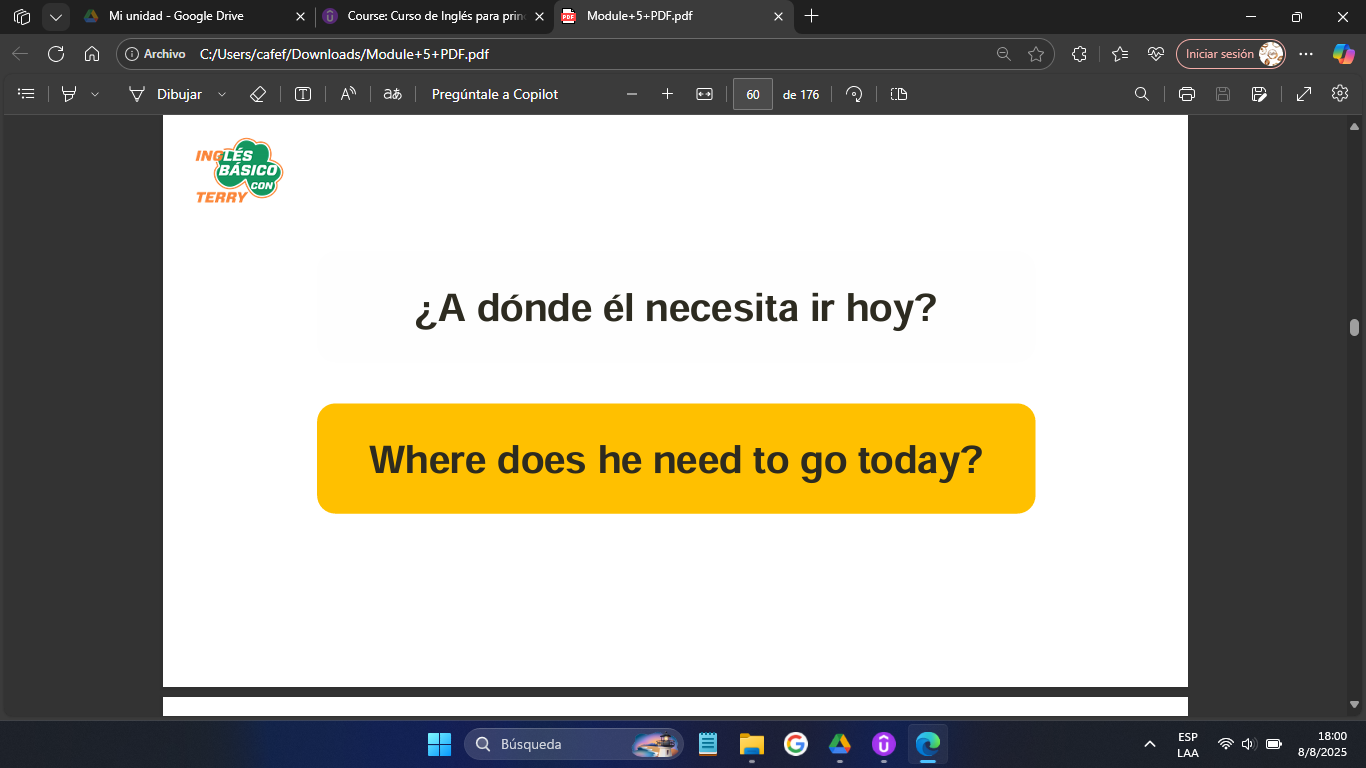 Mi unidad - Google Drive
Course: Curso de Inglés para prin
Module+5+PDF.pdf
Archivo C:/Users/cafef/Downloads/Module+5+PDF.pdf
Iniciar sesión
Dibujar
aあ
Pregúntale a Copilot
60 de 176
INGLÉS
BÁSICO
CON
TERRY
¿A dónde él necesita ir hoy?
Where does he need to go today?
Búsqueda
ESP
LAA
18:00
8/8/2025